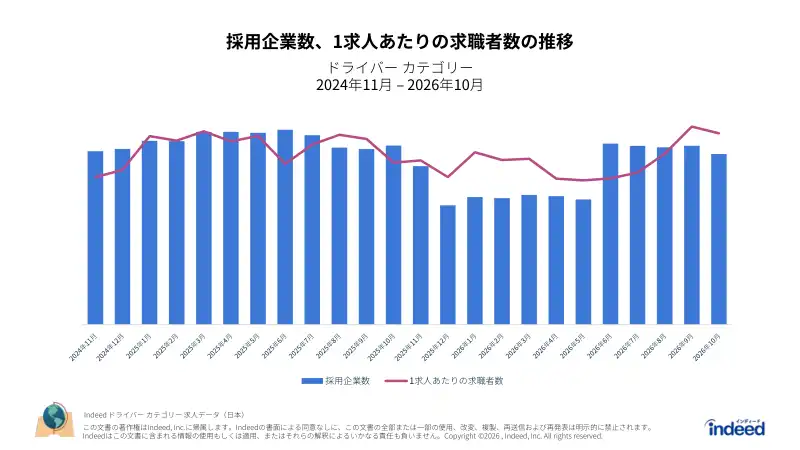 採用企業数、1求人あたりの求職者数の推移
ドライバー カテゴリー
2024年11月 – 2026年10月
2024年11月
2024年12月
2025年1月
2025年2月
2025年3月
2025年4月
2025年5月
2025年6月
2025年7月
2025年8月
2025年9月
2025年10月
2025年11月
2025年12月
2026年1月
2026年2月
2026年3月
2026年4月
2026年5月
2026年6月
2026年7月
2026年8月
2026年9月
2026年10月
採用企業数 1求人あたりの求職者数
Indeed ドライバー カテゴリー 求人データ（日本）
この文書の著作権はIndeed, Inc.に帰属します。Indeedの書面による同意なしに、この文書の全部または一部の使用、改変、複製、再送信および再発表は明示的に禁止されます。
Indeedはこの文書に含まれる情報の使用もしくは適用、またはそれらの解釈によるいかなる責任も負いません。Copyright ©2026 , Indeed, Inc. All rights reserved.
インディード
indeed